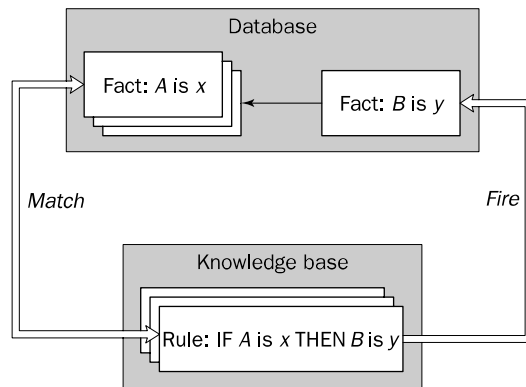 Database
Fact: A is x
Fact: B is y
Match
Fire
Knowledge base
Rule: IF A is x THEN B is y